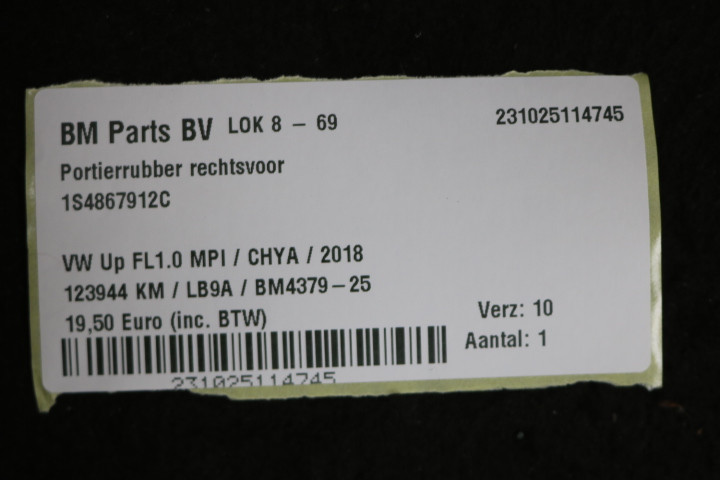 BM Parts BV LOK 8 - 69 231025114745
Portierrubber rechtsvoor
1S4867912C
VW Up FL1.0 MPI / CHYA / 2018
123944 KM / LB9A / BM4379-25
Verz: 10
19,50 Euro (inc. BTW)
Aantal: 1
231025114745